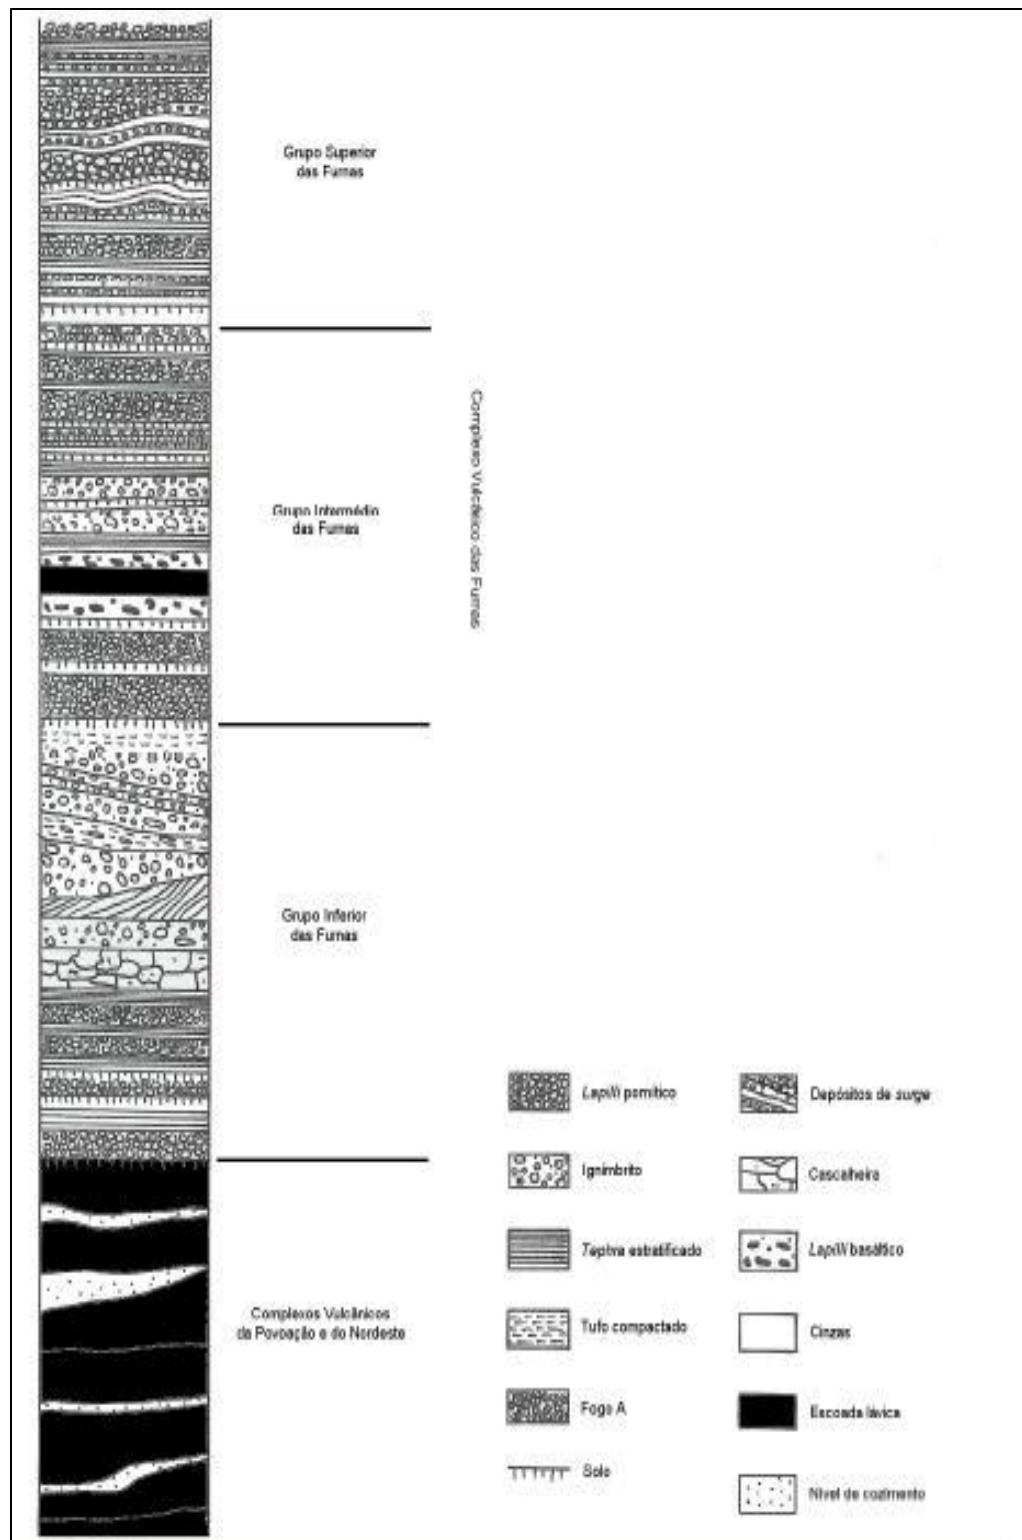 Grupo Superior
das Furnas
Grupo Intermédio
das Furnas
Complexo Vulcânico das Furnas
Grupo Inferior
das Furnas
Complexos Vulcânicos
da Povoação e do Nordeste
Lapilli pomítico
Ignimbrito
Tephra estratificado
Tufo compactado
Fogo A
Solo
Depósitos de surge
Cascalheira
Lapilli basáltico
Cinzas
Escoada lávica
Nível de cozimento